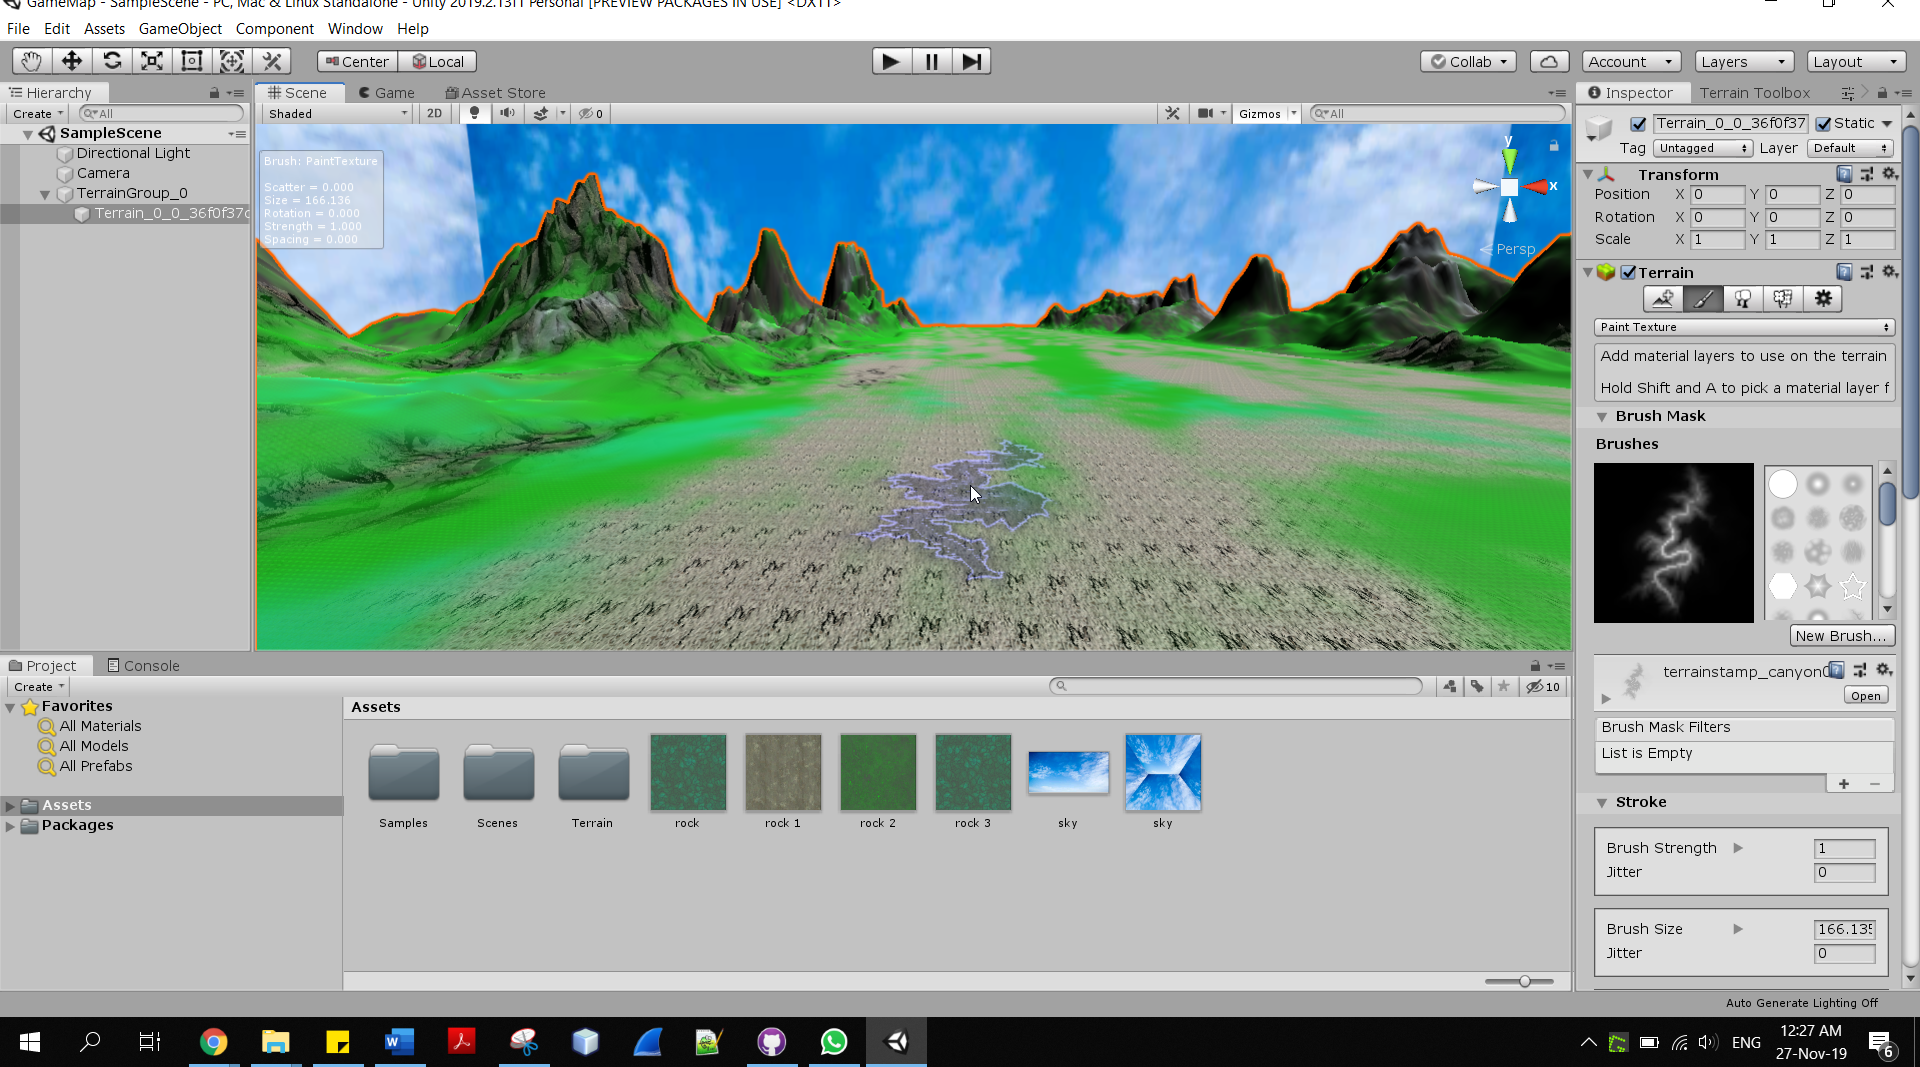 GameMap - SampleScene - PC, Mac & Linux Standalone - Unity 2019.2.13f1 Personal [PREVIEW PACKAGES IN USE] <DX11>
File Edit Assets GameObject Component Window Help
Center Local
Collab Account Layers Layout
Hierarchy
Create All
SampleScene
Directional Light
Camera
TerrainGroup_0
Terrain_0_0_36f0f37c
Scene Game Asset Store
Shaded 2D 0 Gizmos All
Brush: PaintTexture
Scatter = 0.000
Size = 166.136
Rotation = 0.000
Strength = 1.000
Spacing = 0.000
y
x
Persp
Inspector Terrain Toolbox
Terrain_0_0_36f0f37 Static
Tag Untagged Layer Default
Transform
Position X 0 Y 0 Z 0
Rotation X 0 Y 0 Z 0
Scale X 1 Y 1 Z 1
Terrain
Paint Texture
Add material layers to use on the terrain
Hold Shift and A to pick a material layer f
Brush Mask
Brushes
New Brush...
terrainstamp_canyon0
Open
Brush Mask Filters
List is Empty
Stroke
Brush Strength 1
Jitter 0
Brush Size 166.135
Jitter 0
Project Console
Create 10
Favorites
All Materials
All Models
All Prefabs
Assets
Packages
Assets
Samples Scenes Terrain rock rock 1 rock 2 rock 3 sky sky
Auto Generate Lighting Off
ENG
12:27 AM
27-Nov-19
6